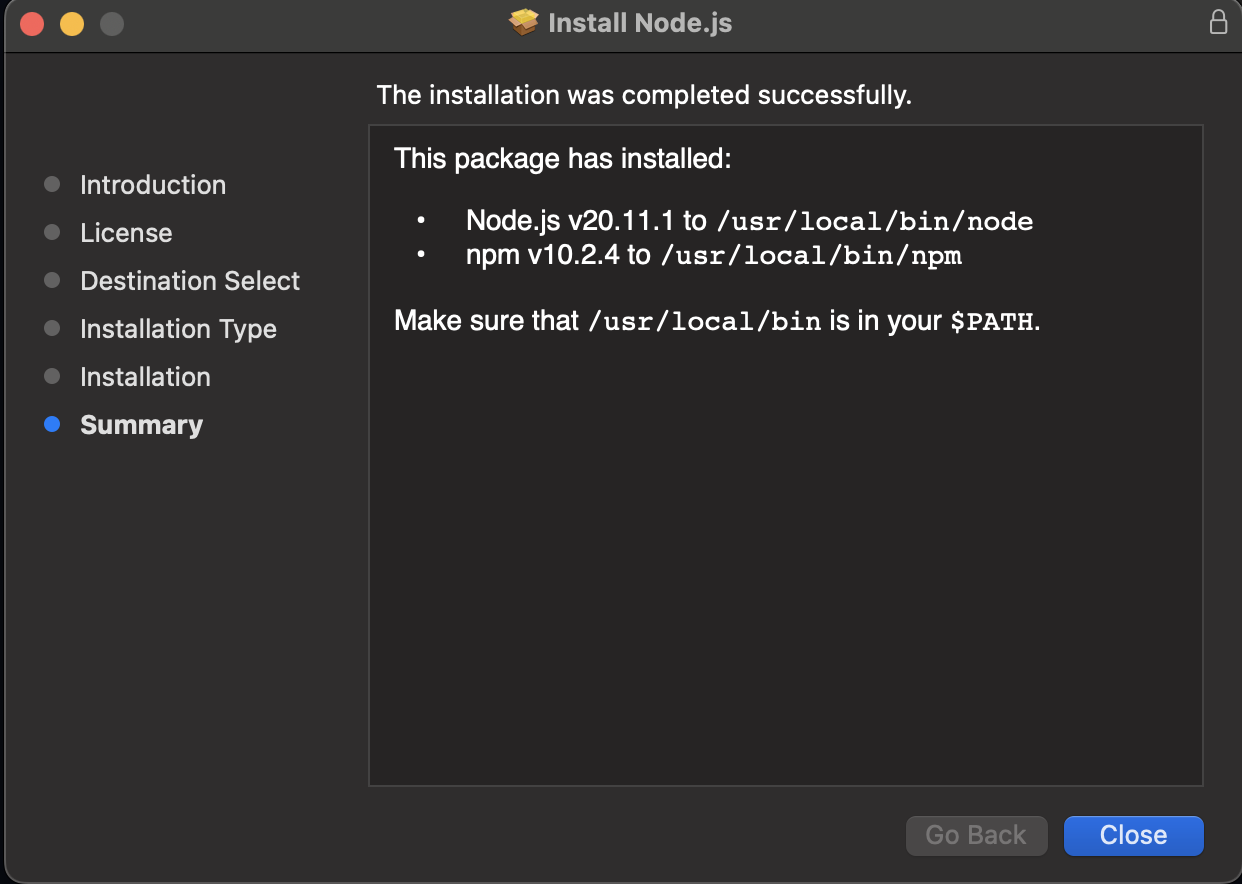 Install Node.js
The installation was completed successfully.
Introduction
License
Destination Select
Installation Type
Installation
Summary
This package has installed:
• Node.js v20.11.1 to /usr/local/bin/node
• npm v10.2.4 to /usr/local/bin/npm
Make sure that /usr/local/bin is in your $PATH.
Go Back
Close